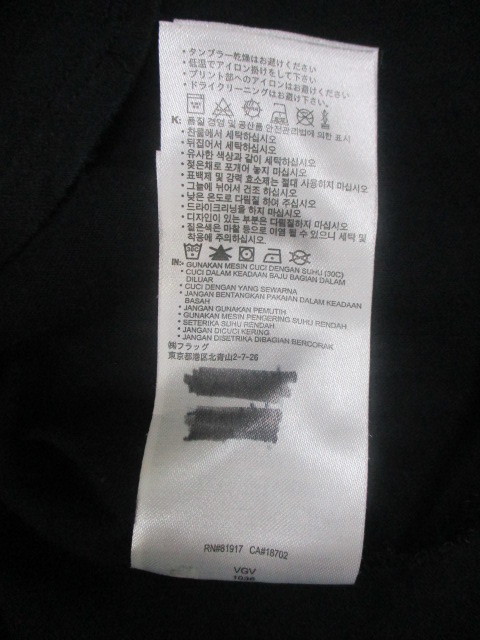 ・タンブラー乾燥はお避けください
・低温でアイロン掛けをして下さい
・プリント部へのアイロンはお避けください
・ドライクリーニングはお避け下さい。
K: 품질 경영 및 공산품 안전관리법에 의한 표시
・찬물에서 세탁하십시오
・뒤집어서 세탁하십시오
・유사한 색상과 같이 세탁하십시오
・젖은채로 포개어 놓지 마십시오
・표백제 및 강력 효소제는 절대 사용하지 마십시오
・그늘에 뉘어서 건조 하십시오
・낮은 온도로 다림질 하여 주십시오
・드라이크리닝을 하지 마십시오
・디자인이 있는 부분은 다림질하지 마십시오
・짙은색은 마찰 등으로 이염 될 수 있으니 세탁 및
착용에 주의하십시오
IN: ・GUNAKAN MESIN CUCI DENGAN SUHU (30C)
・CUCI DALAM KEADAAN BAJU BAGIAN DALAM
DILUAR
・CUCI DENGAN YANG SEWARNA
・JANGAN BENTANGKAN PAKAIAN DALAM KEADAAN
BASAH
・JANGAN GUNAKAN PEMUTIH
・GUNAKAN MESIN PENGERING SUHU RENDAH
・SETERIKA SUHU RENDAH
・JANGAN DICUCI KERING
・JANGAN DISETRIKA DIBAGIAN BERCORAK
㈱フラッグ
東京都港区北青山2-7-26
RN#81917 CA#18702
VGV